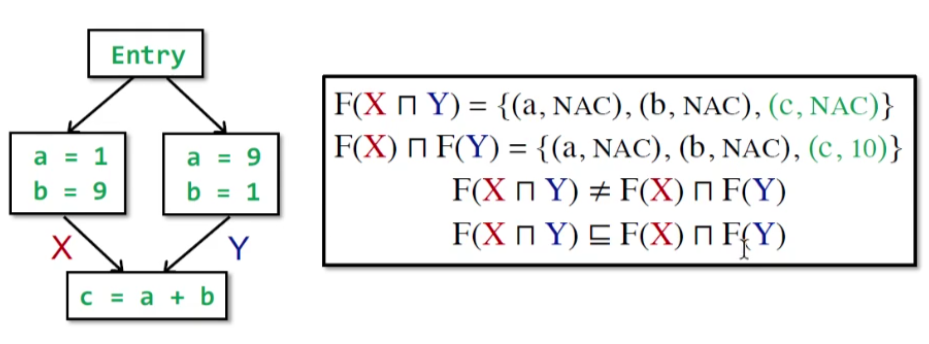 Entry
a = 1
b = 9
a = 9
b = 1
X
Y
c = a + b
F(X ⊓ Y) = {(a, NAC), (b, NAC), (c, NAC)}
F(X) ⊓ F(Y) = {(a, NAC), (b, NAC), (c, 10)}
F(X ⊓ Y) ≠ F(X) ⊓ F(Y)
F(X ⊓ Y) ⊑ F(X) ⊓ F(Y)